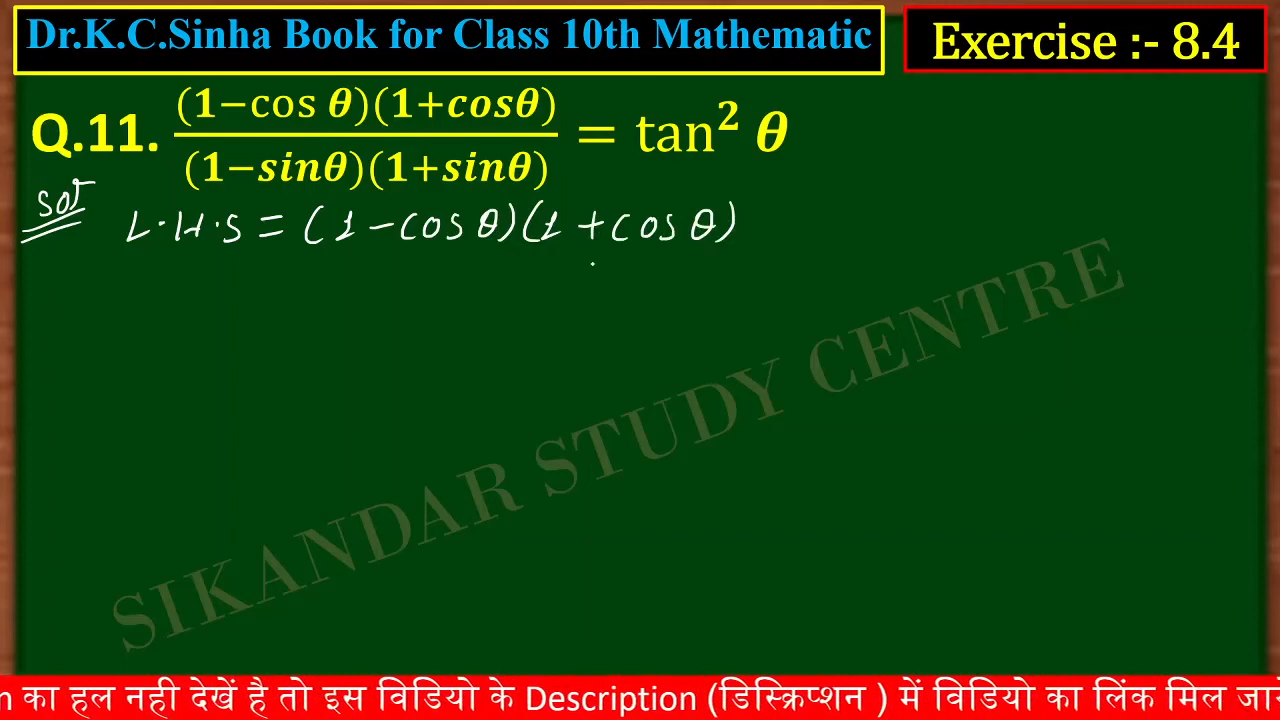 Dr.K.C.Sinha Book for Class 10th Mathematic
Exercise :- 8.4
Q.11. (1−cos θ)(1+cosθ) / (1−sinθ)(1+sinθ) = tan² θ
Sol
L.H.S = (1 - cos θ)(1 + cos θ)
SIKANDAR STUDY CENTRE
n का हल नही देखें है तो इस विडियो के Description (डिस्क्रिप्शन ) में विडियो का लिंक मिल जा